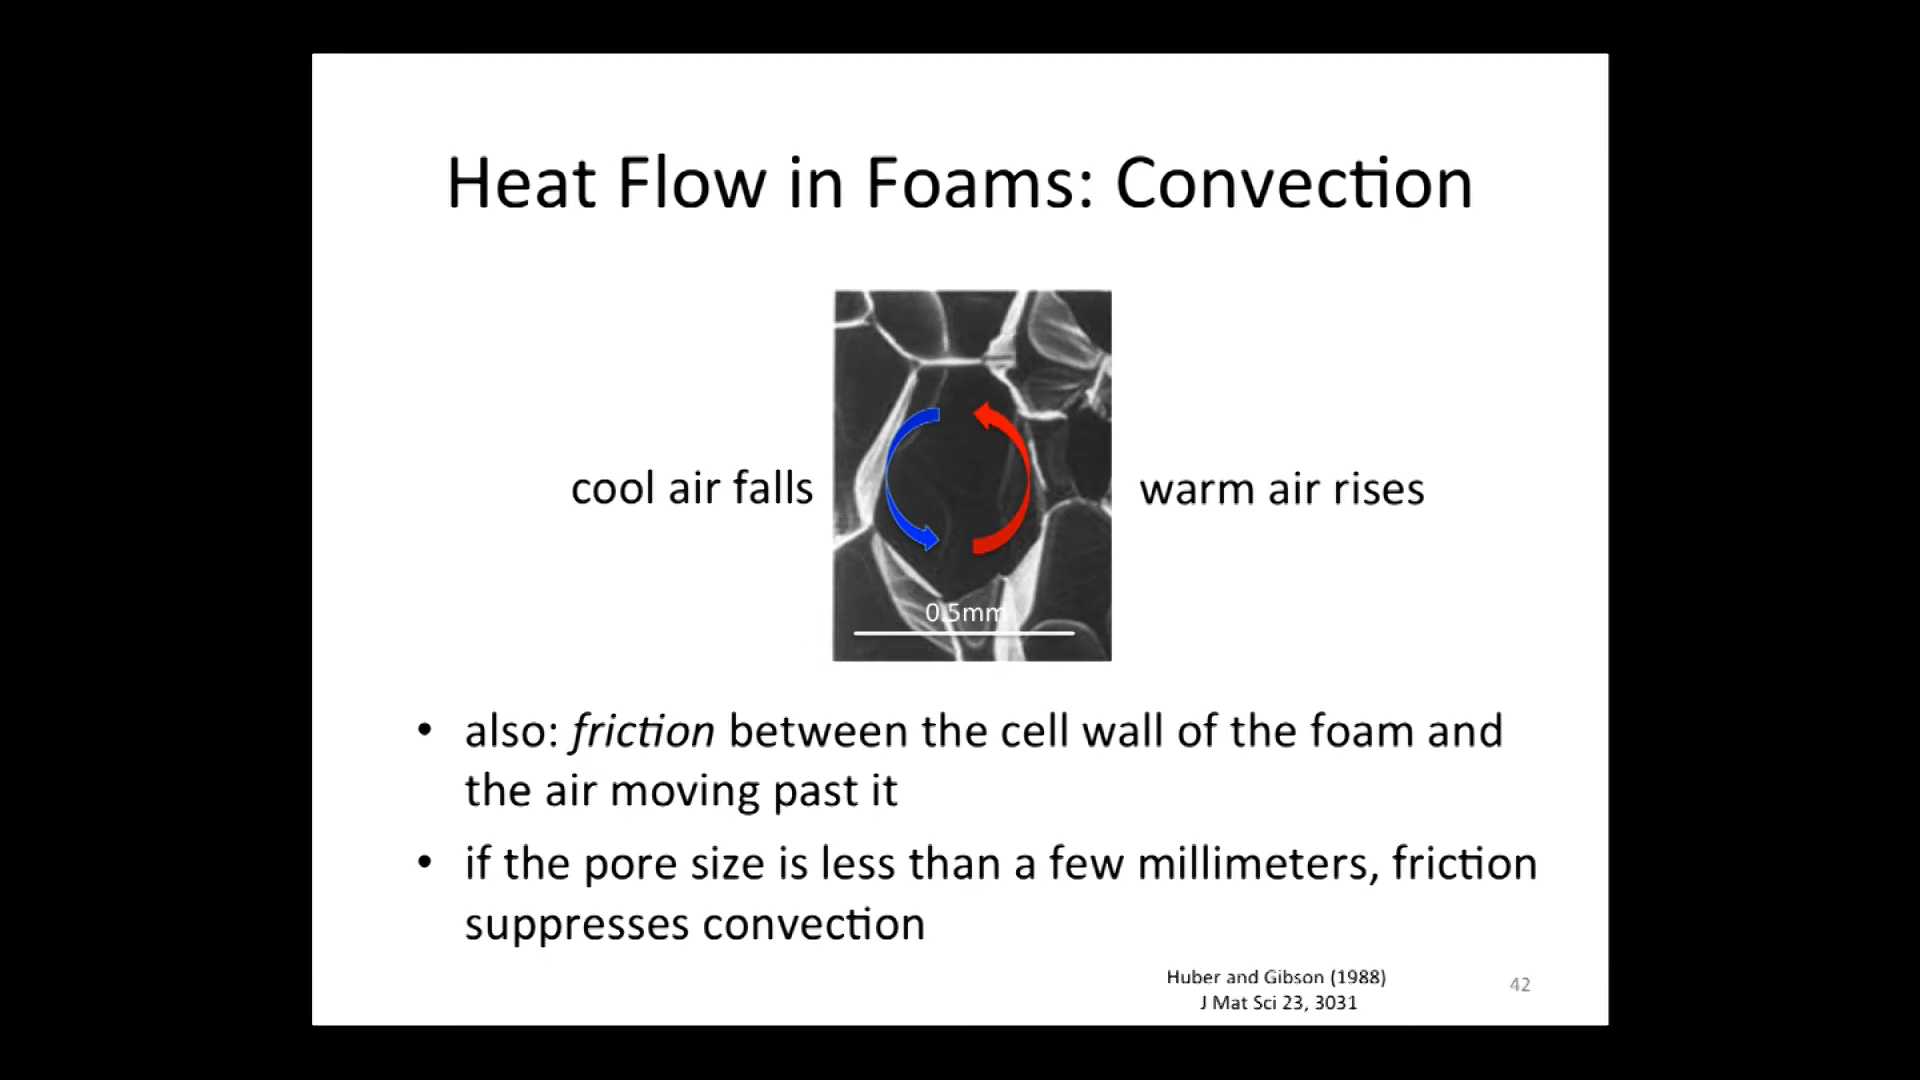 Heat Flow in Foams: Convection
cool air falls
warm air rises
0.5mm
• also: friction between the cell wall of the foam and
the air moving past it
• if the pore size is less than a few millimeters, friction
suppresses convection
Huber and Gibson (1988)
J Mat Sci 23, 3031
42